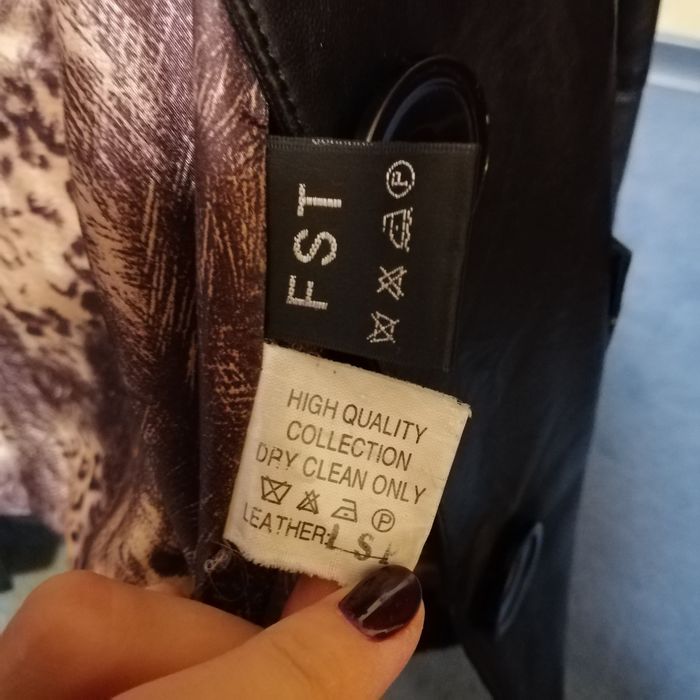 FST
HIGH QUALITY
COLLECTION
DRY CLEAN ONLY
P
LEATHER: